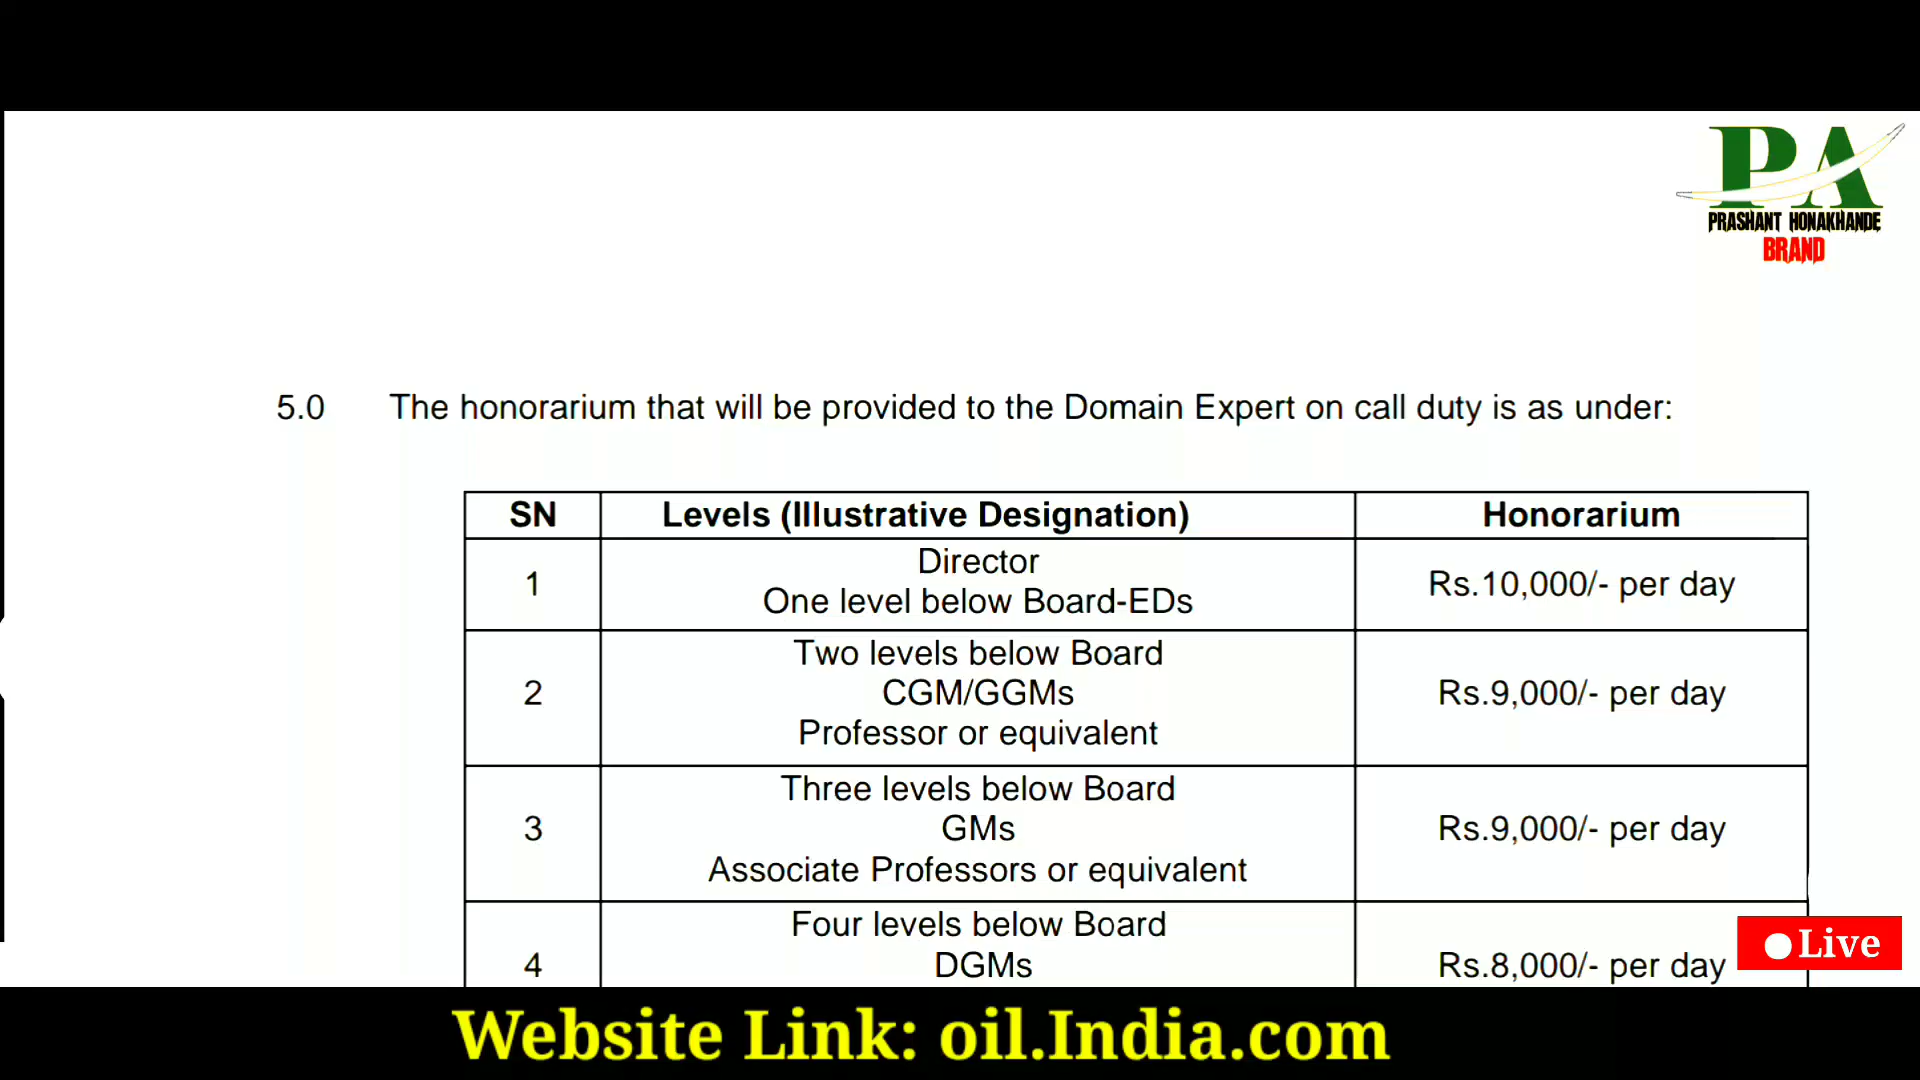 PA
PRASHANT HONAKHANDE
BRAND
5.0 The honorarium that will be provided to the Domain Expert on call duty is as under:
SN Levels (Illustrative Designation) Honorarium
1 Director One level below Board-EDs Rs.10,000/- per day
2 Two levels below Board CGM/GGMs Professor or equivalent Rs.9,000/- per day
3 Three levels below Board GMs Associate Professors or equivalent Rs.9,000/- per day
4 Four levels below Board DGMs Rs.8,000/- per day
Live
Website Link: oil.India.com